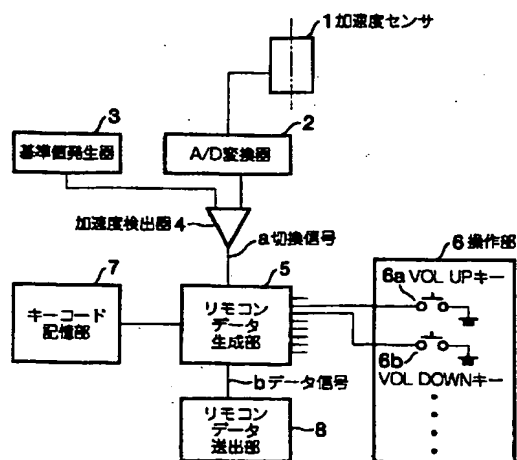 1加速度センサ
3
2
基準値発生器
A/D変換器
加速度検出器4
a切換信号
6操作部
7
5
6a VOL UPキー
キーコード
記憶部
リモコン
データ
生成部
6b
VOL DOWNキー
bデータ信号
リモコン
データ
送出部
8